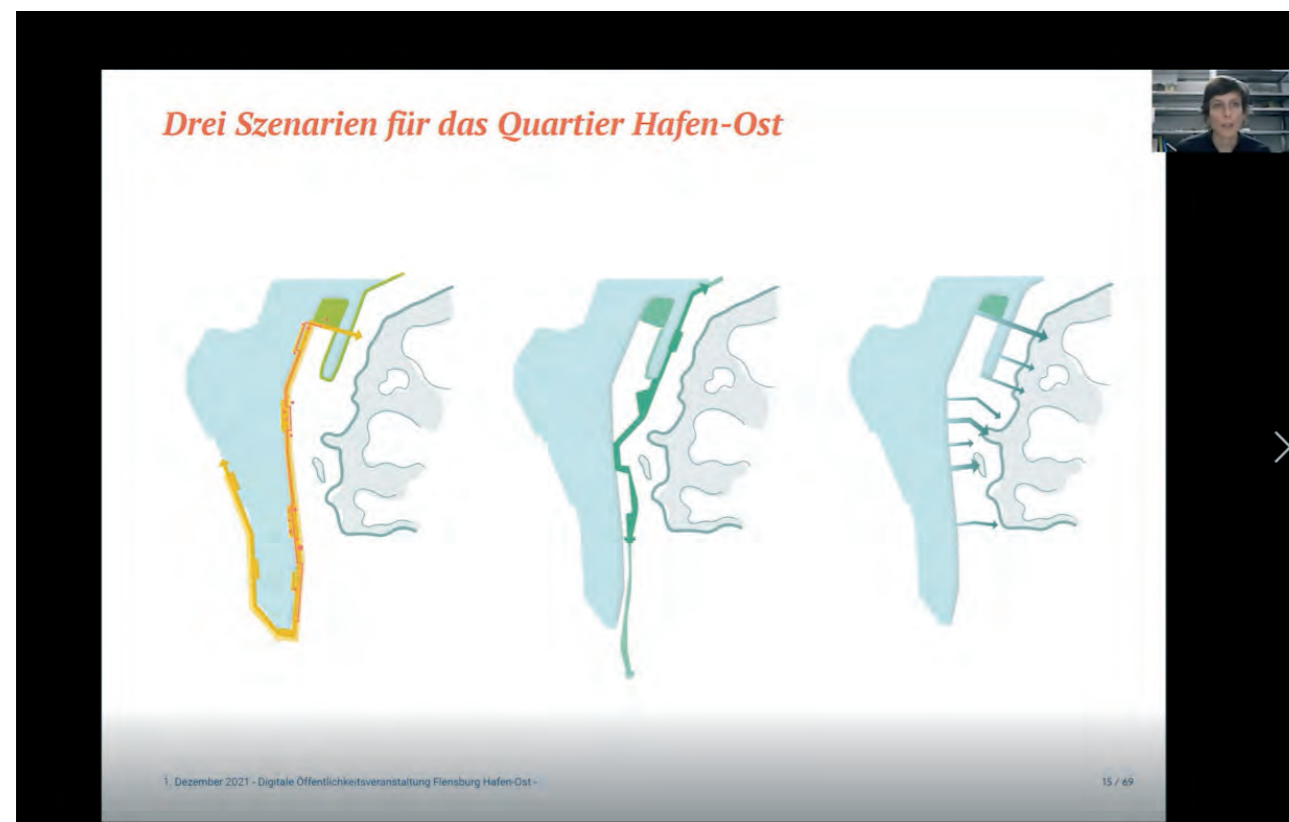 Drei Szenarien für das Quartier Hafen-Ost
1. Dezember 2021 - Digitale Öffentlichkeitsveranstaltung Flensburg Hafen-Ost -
15 / 69